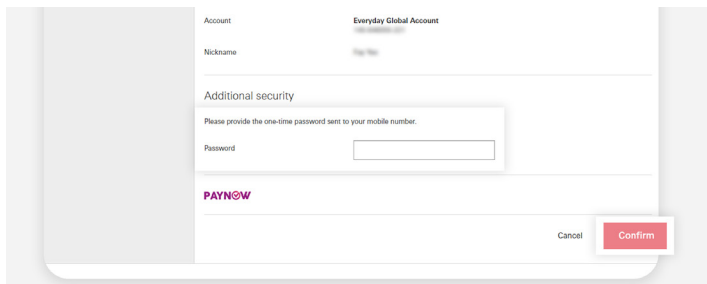 Account
Everyday Global Account
Nickname
Additional security
Please provide the one-time password sent to your mobile number.
Password
PAYNOW
Cancel
Confirm